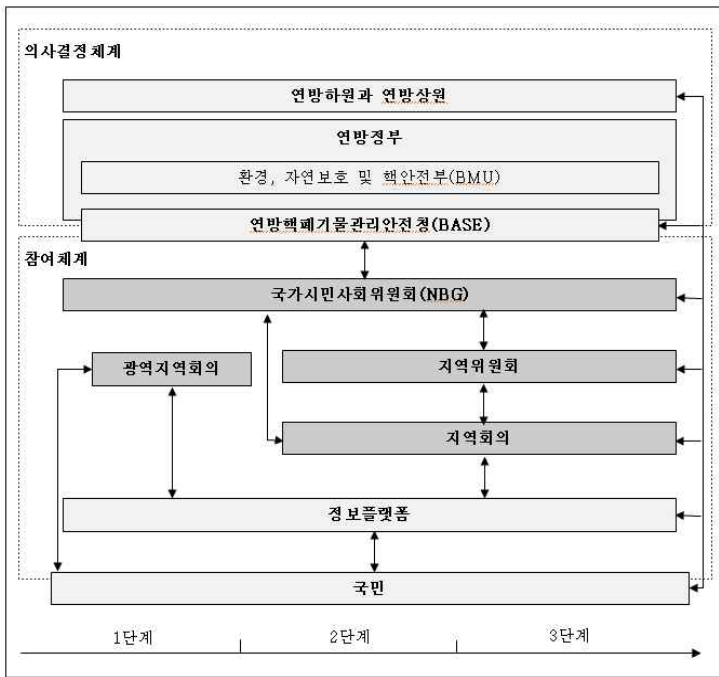 의사결정체계
연방하원과 연방상원
연방정부
환경, 자연보호 및 핵안전부(BMU)
연방핵폐기물관리안전청(BASE)
참여체계
국가시민사회위원회(NBG)
광역지역회의
지역위원회
지역회의
정보플랫폼
국민
1단계 2단계 3단계